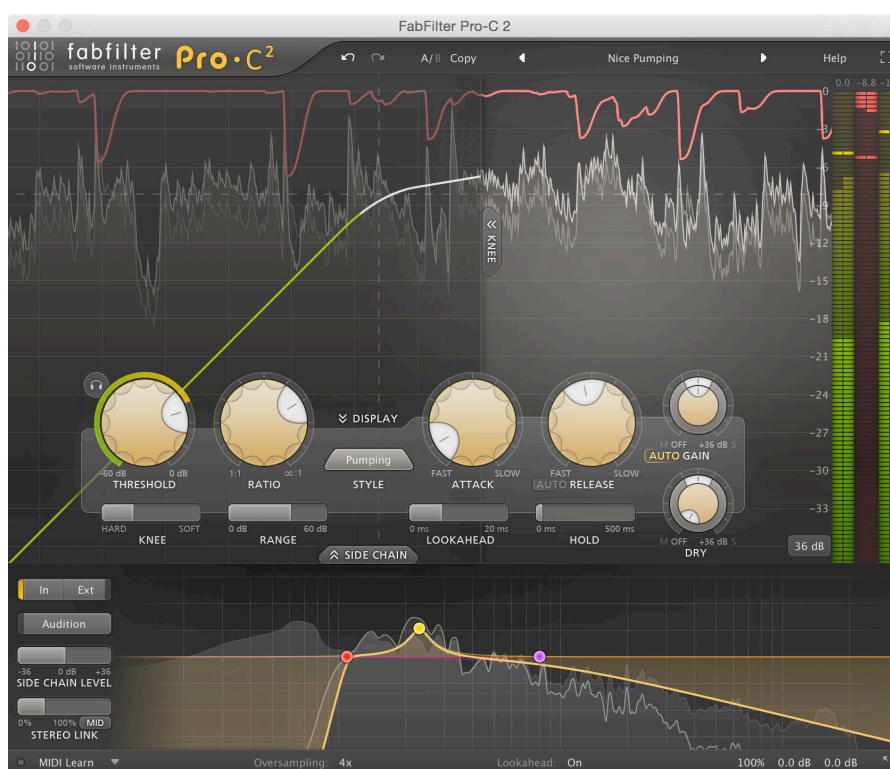 FabFilter Pro-C 2
fabfilter
software instruments
Pro·C²
A/B Copy
Nice Pumping
Help
0.0 -8.8
0
-3
-6
-9
-12
-15
-18
-21
-24
-27
-30
-33
36 dB
KNEE
DISPLAY
-60 dB 0 dB
THRESHOLD
1:1 ∞:1
RATIO
Pumping
STYLE
FAST SLOW
ATTACK
FAST SLOW
AUTO RELEASE
M OFF +36 dB S
AUTO GAIN
HARD SOFT
KNEE
0 dB 60 dB
RANGE
0 ms 20 ms
LOOKAHEAD
0 ms 500 ms
HOLD
M OFF +36 dB S
DRY
SIDE CHAIN
In Ext
Audition
-36 0 dB +36
SIDE CHAIN LEVEL
0% 100% MID
STEREO LINK
MIDI Learn
Oversampling: 4x
Lookahead: On
100% 0.0 dB 0.0 dB